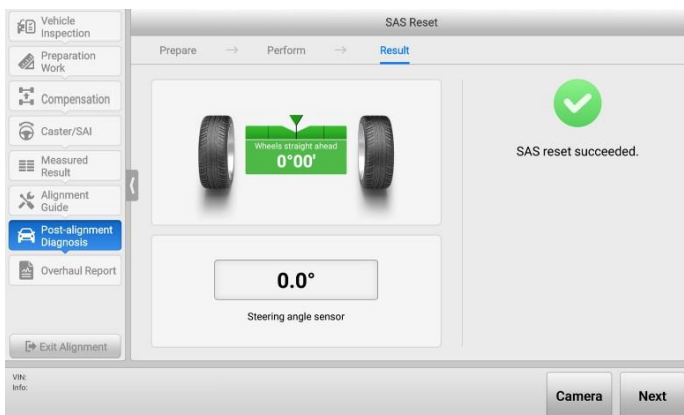 Vehicle
Inspection
Preparation
Work
Compensation
Caster/SAI
Measured
Result
Alignment
Guide
Post-alignment
Diagnosis
Overhaul Report
Exit Alignment
SAS Reset
Prepare → Perform → Result
Wheels straight ahead
0°00'
0.0°
Steering angle sensor
SAS reset succeeded.
VIN:
Info:
Camera
Next